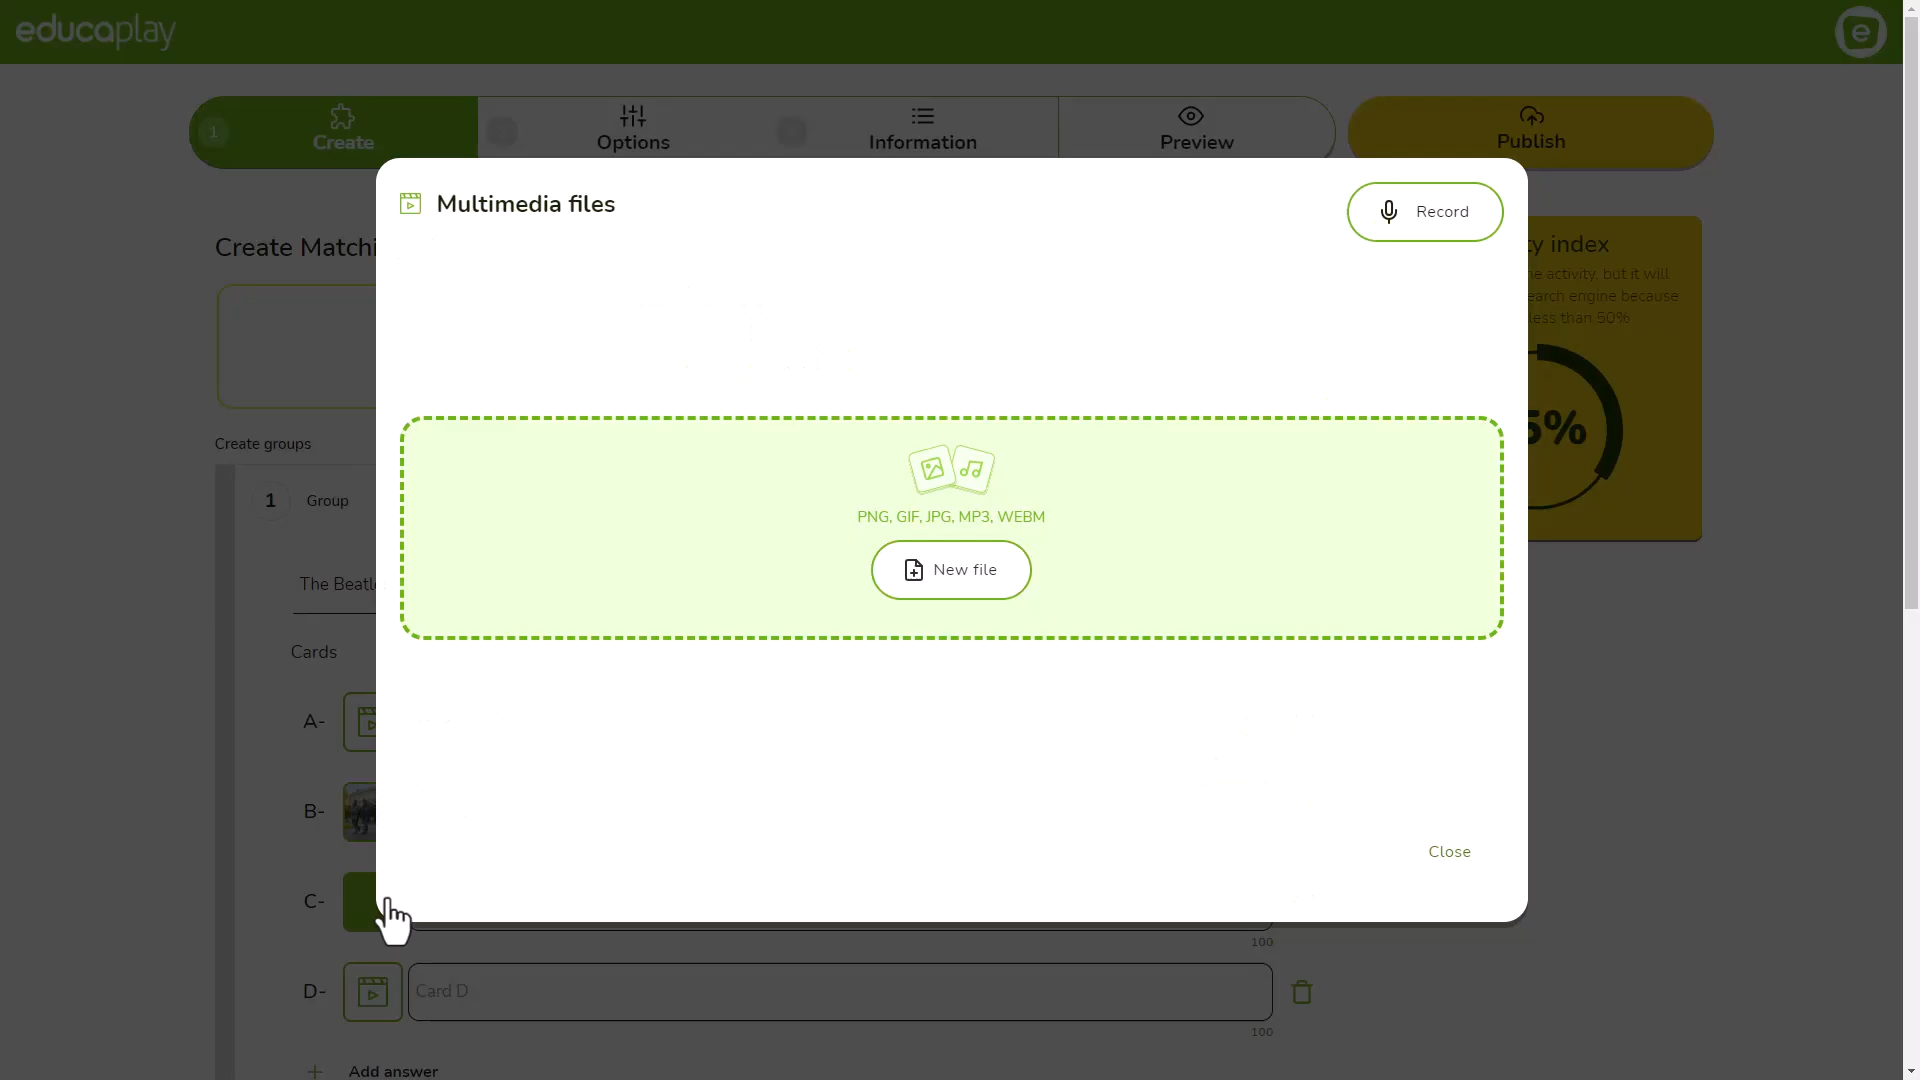 educaplay
e
1
Create
Options
Information
Preview
Publish
Multimedia files
Record
Create Matchi
ty index
ne activity, but it will
earch engine because
less than 50%
5%
Create groups
1
Group
PNG, GIF, JPG, MP3, WEBM
New file
The Beatl
Cards
A-
B-
C-
Close
100
D-
Card D
100
Add answer